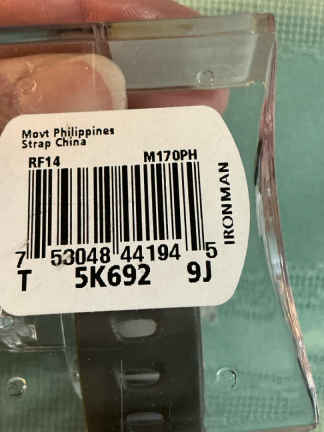 Movt Philippines
Strap China
RF14 M170PH
7 53048 44194 5
T 5K692 9J
IRONMAN